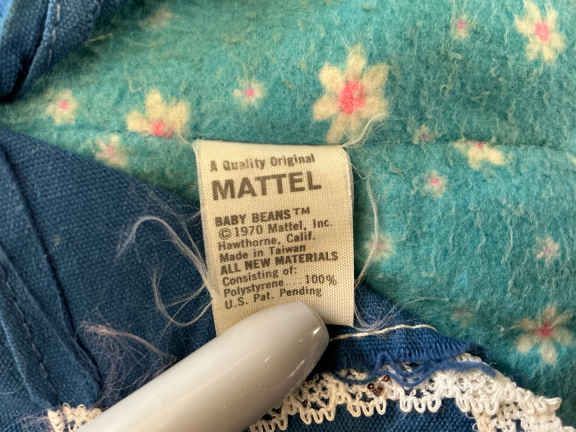 A Quality Original
MATTEL
BABY BEANS™
©1970 Mattel, Inc.
Hawthorne, Calif.
Made in Taiwan
ALL NEW MATERIALS
Consisting of:
Polystyrene....100%
U.S. Pat. Pending